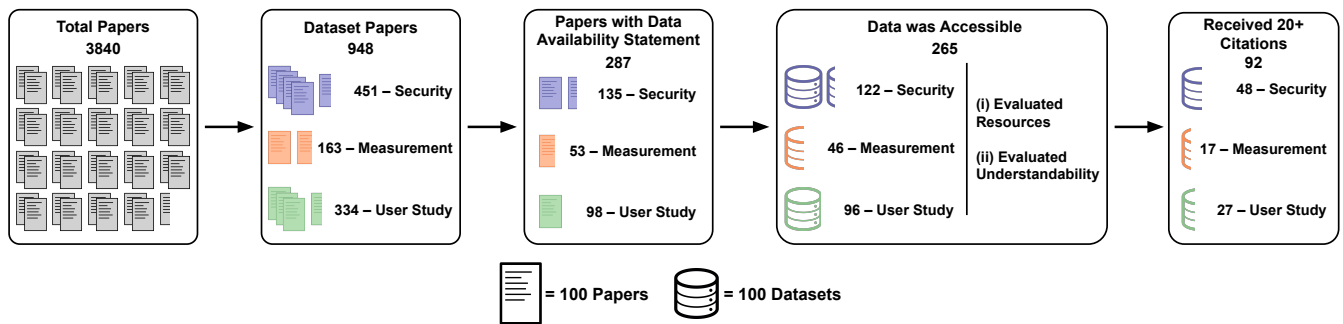 Total Papers
3840
Dataset Papers
948
451 – Security
163 – Measurement
334 – User Study
Papers with Data
Availability Statement
287
135 – Security
53 – Measurement
98 – User Study
Data was Accessible
265
122 – Security
46 – Measurement
96 – User Study
(i) Evaluated
Resources
(ii) Evaluated
Understandability
Received 20+
Citations
92
48 – Security
17 – Measurement
27 – User Study
= 100 Papers
= 100 Datasets